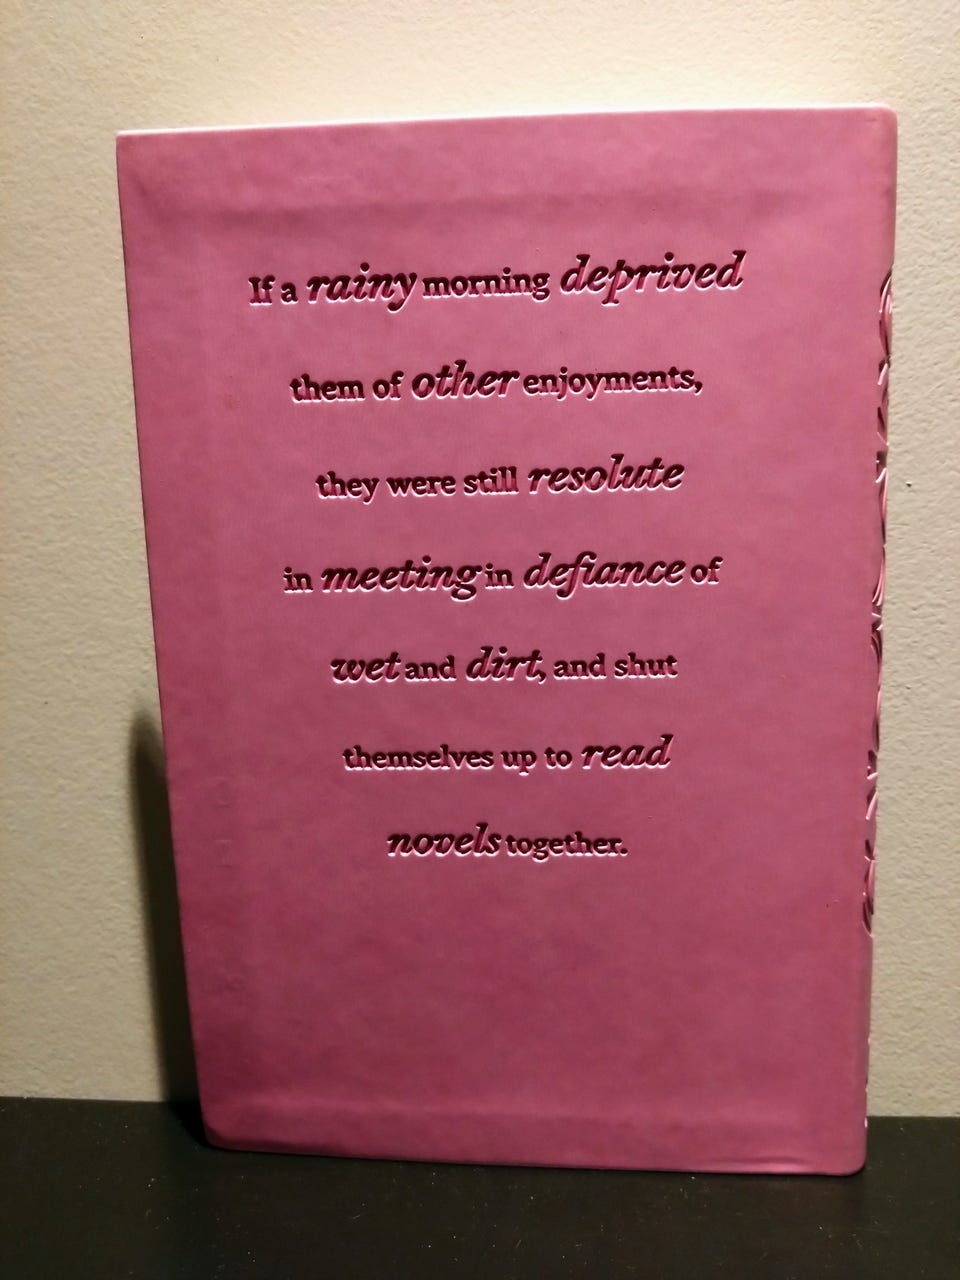 If a rainy morning deprived
them of other enjoyments,
they were still resolute
in meeting in defiance of
wet and dirt, and shut
themselves up to read
novels together.